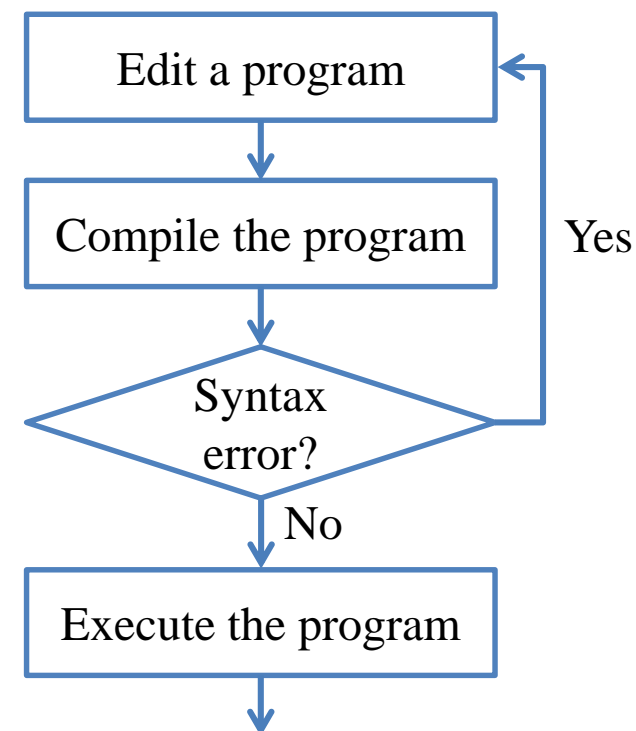 Edit a program
Compile the program
Yes
Syntax
error?
No
Execute the program